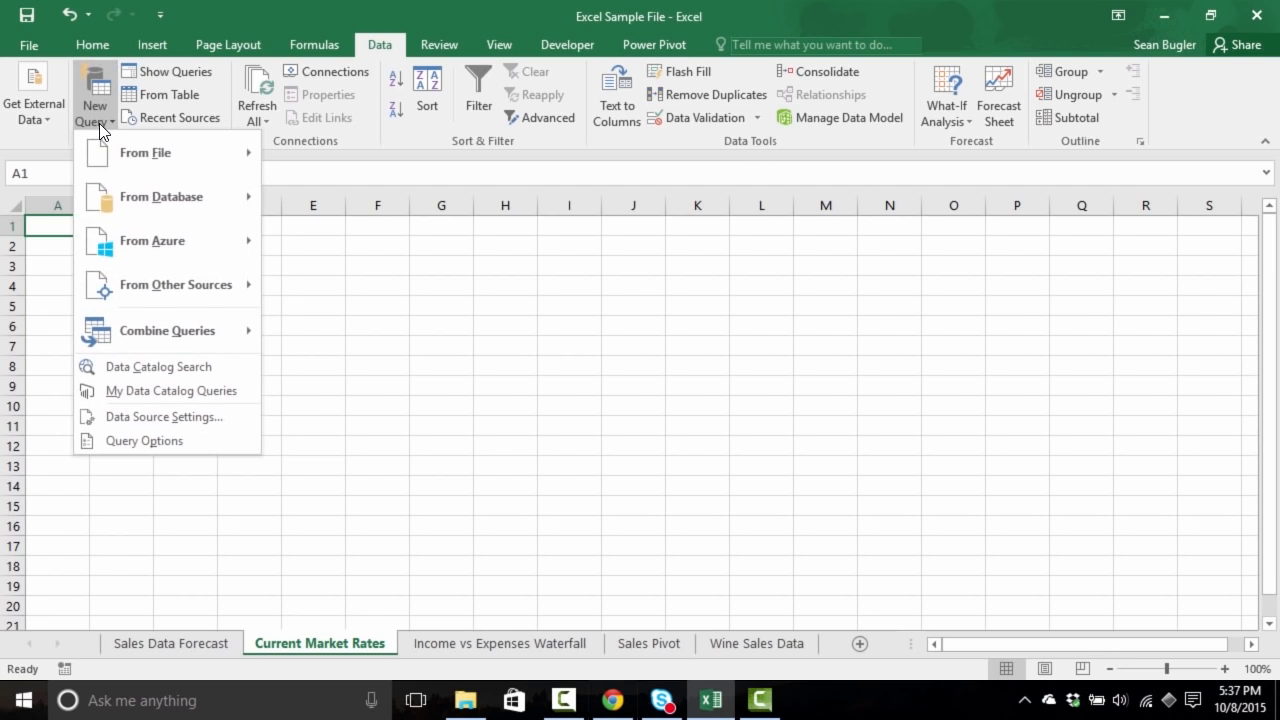 Excel Sample File - Excel
File Home Insert Page Layout Formulas Data Review View Developer Power Pivot Tell me what you want to do... Sean Bugler Share
Get External Data
New Query
Show Queries
From Table
Recent Sources
Refresh All
Connections
Properties
Edit Links
Connections
Sort
Filter
Clear
Reapply
Advanced
Sort & Filter
Text to Columns
Flash Fill
Remove Duplicates
Data Validation
Consolidate
Relationships
Manage Data Model
Data Tools
What-If Analysis
Forecast Sheet
Forecast
Group
Ungroup
Subtotal
Outline
From File
From Database
From Azure
From Other Sources
Combine Queries
Data Catalog Search
My Data Catalog Queries
Data Source Settings...
Query Options
A1
A E F G H I J K L M N O P Q R S
1
2
3
4
5
6
7
8
9
10
11
12
13
14
15
16
17
18
19
20
21
Sales Data Forecast Current Market Rates Income vs Expenses Waterfall Sales Pivot Wine Sales Data
Ready 100%
Ask me anything
5:37 PM
10/8/2015